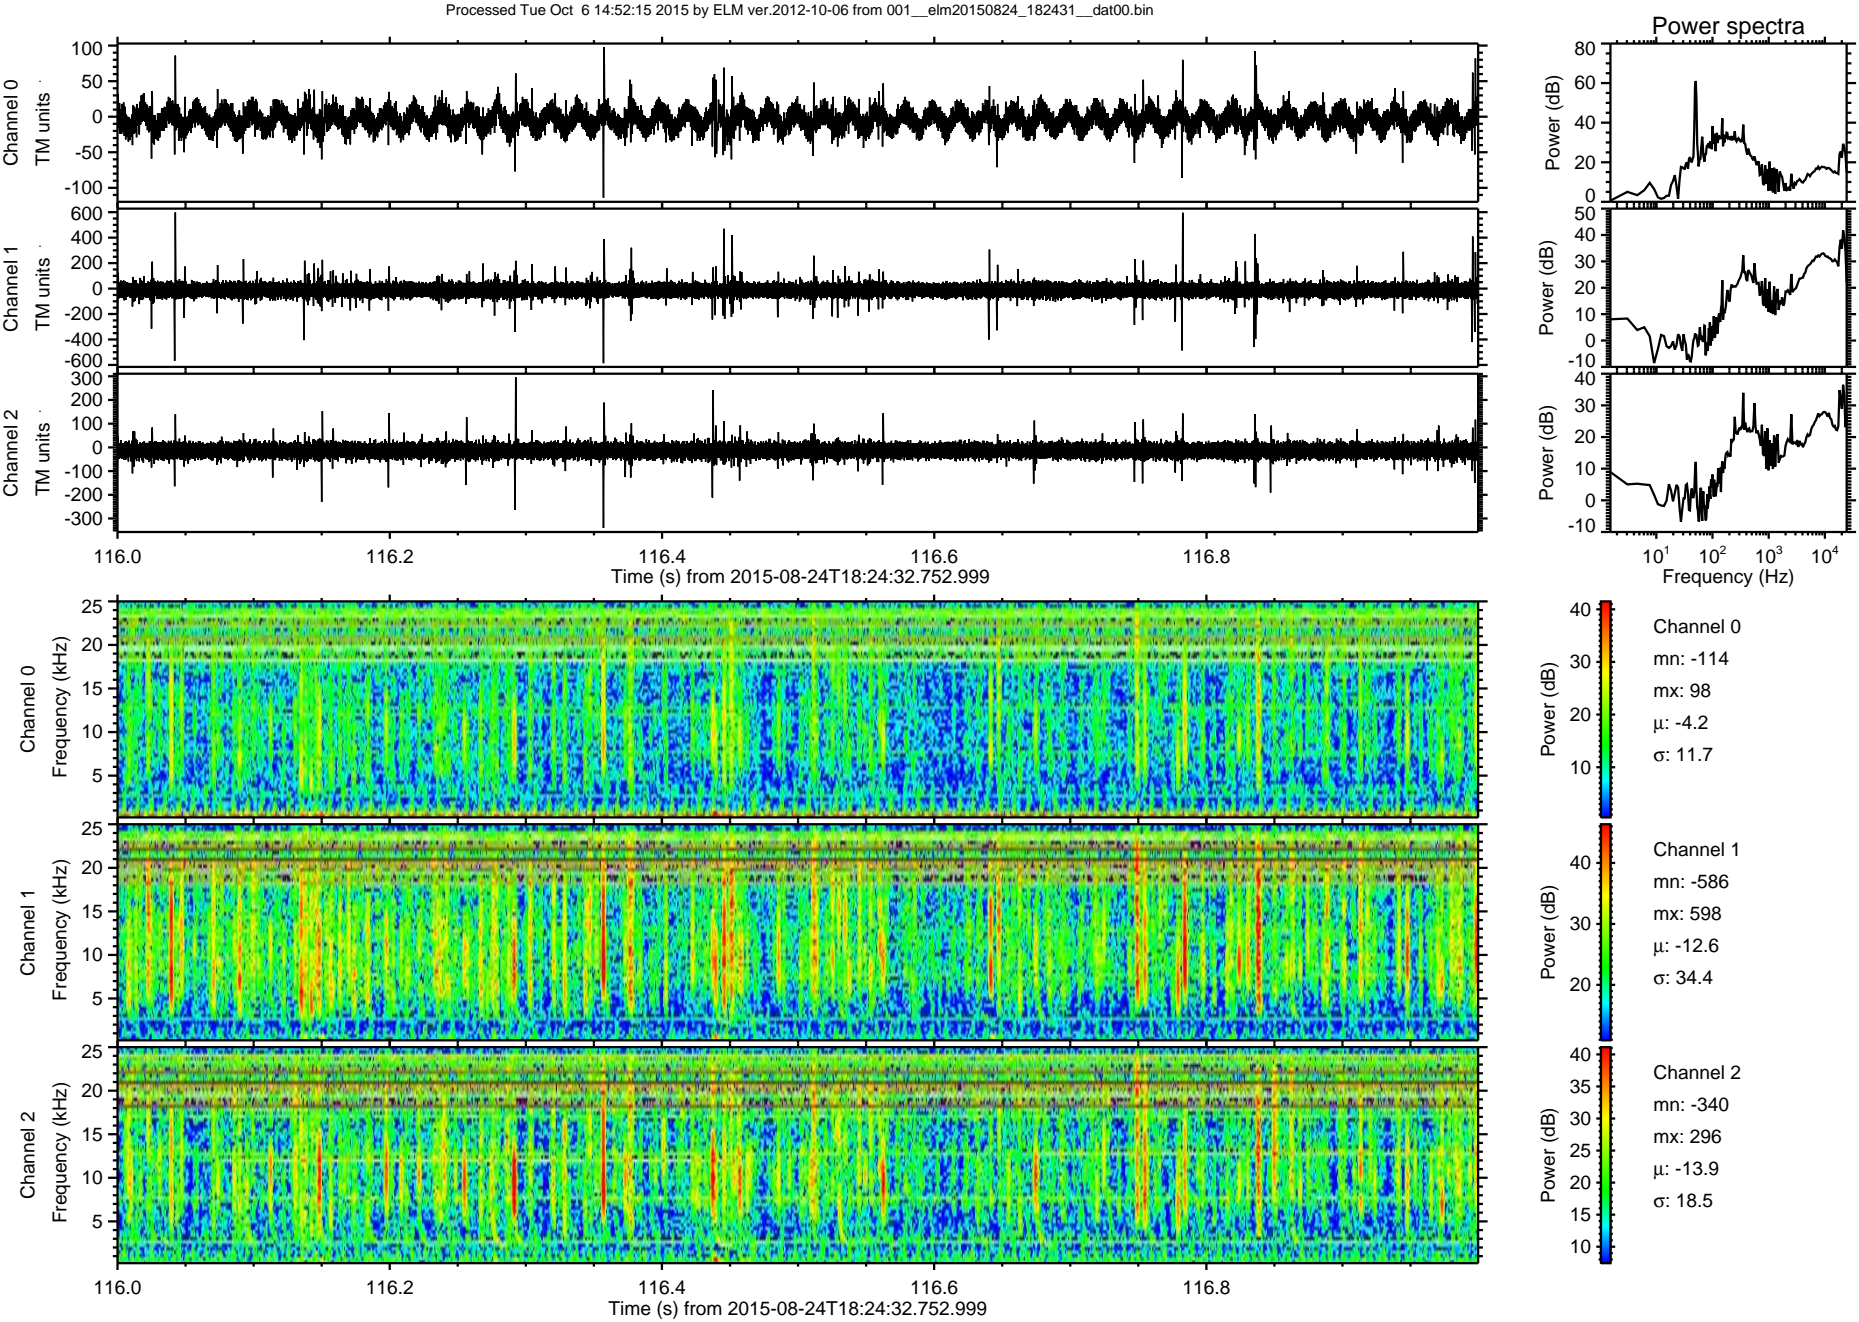 Processed Tue Oct  6 14:52:15 2015 by ELM ver.2012-10-06 from 001__elm20150824_182431__dat00.bin
Power spectra
Channel 0
TM units
100
50
0
-50
-100
Power (dB)
80
60
40
20
0
Channel 1
TM units
600
400
200
0
-200
-400
-600
Power (dB)
50
40
30
20
10
0
-10
Channel 2
TM units
300
200
100
0
-100
-200
-300
Power (dB)
40
30
20
10
0
-10
116.0 116.2 116.4 116.6 116.8
Time (s) from 2015-08-24T18:24:32.752.999
10¹ 10² 10³ 10⁴
Frequency (Hz)
Channel 0
Frequency (kHz)
25
20
15
10
5
Power (dB)
40
30
20
10
Channel 0
mn: -114
mx: 98
μ: -4.2
σ: 11.7
Channel 1
Frequency (kHz)
25
20
15
10
5
Power (dB)
40
30
20
Channel 1
mn: -586
mx: 598
μ: -12.6
σ: 34.4
Channel 2
Frequency (kHz)
25
20
15
10
5
Power (dB)
40
35
30
25
20
15
10
Channel 2
mn: -340
mx: 296
μ: -13.9
σ: 18.5
116.0 116.2 116.4 116.6 116.8
Time (s) from 2015-08-24T18:24:32.752.999